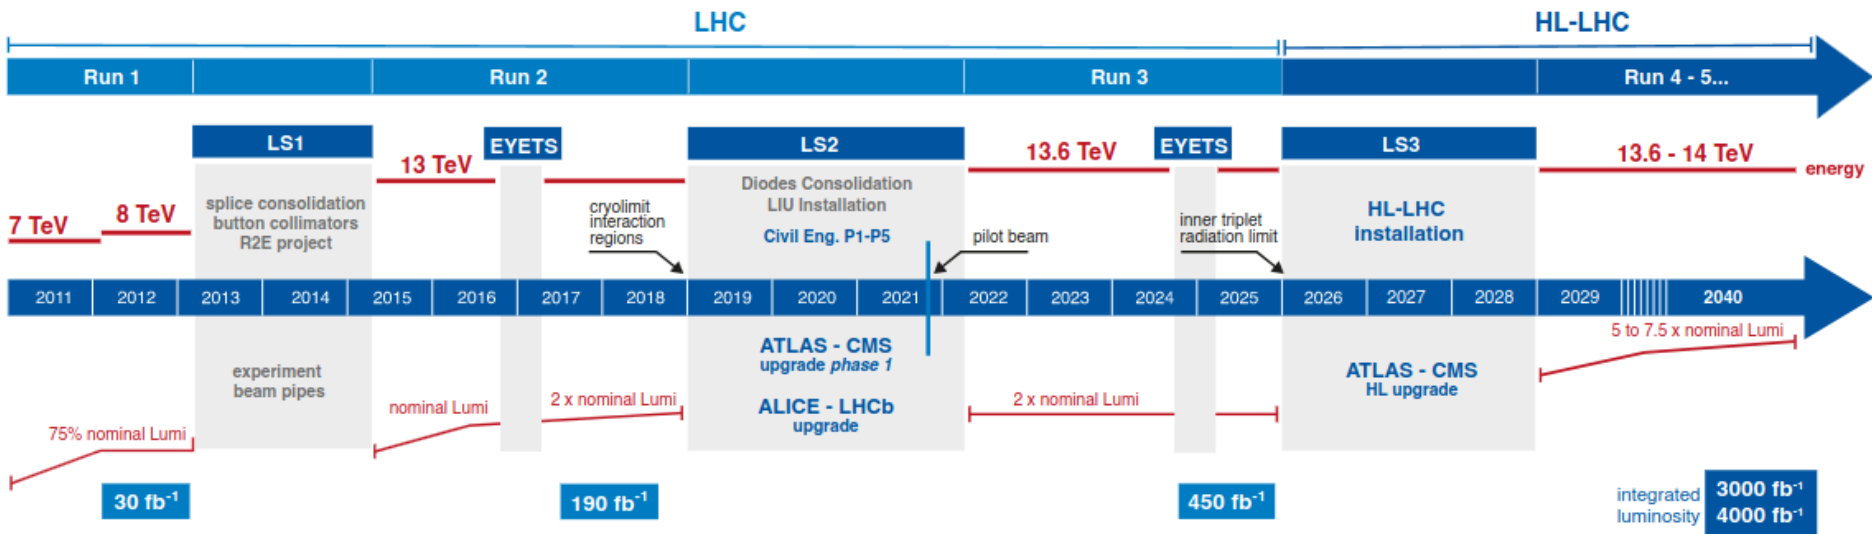 LHC
HL-LHC
Run 1
Run 2
Run 3
Run 4 - 5...
LS1
EYETS
LS2
EYETS
LS3
13 TeV
13.6 TeV
13.6 - 14 TeV
energy
7 TeV
8 TeV
splice consolidation
button collimators
R2E project
cryolimit
interaction
regions
Diodes Consolidation
LIU Installation
Civil Eng. P1-P5
pilot beam
inner triplet
radiation limit
HL-LHC
installation
2011
2012
2013
2014
2015
2016
2017
2018
2019
2020
2021
2022
2023
2024
2025
2026
2027
2028
2029
2040
5 to 7.5 x nominal Lumi
experiment
beam pipes
ATLAS - CMS
upgrade phase 1
ALICE - LHCb
upgrade
ATLAS - CMS
HL upgrade
75% nominal Lumi
nominal Lumi
2 x nominal Lumi
2 x nominal Lumi
30 fb⁻¹
190 fb⁻¹
450 fb⁻¹
integrated
luminosity
3000 fb⁻¹
4000 fb⁻¹